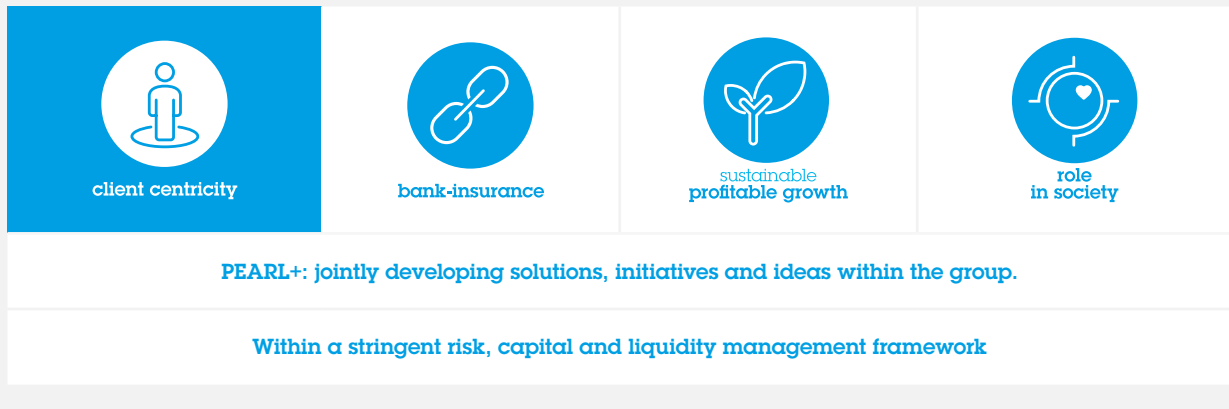 client centricity
bank-insurance
sustainable
profitable growth
role
in society
PEARL+: jointly developing solutions, initiatives and ideas within the group.
Within a stringent risk, capital and liquidity management framework